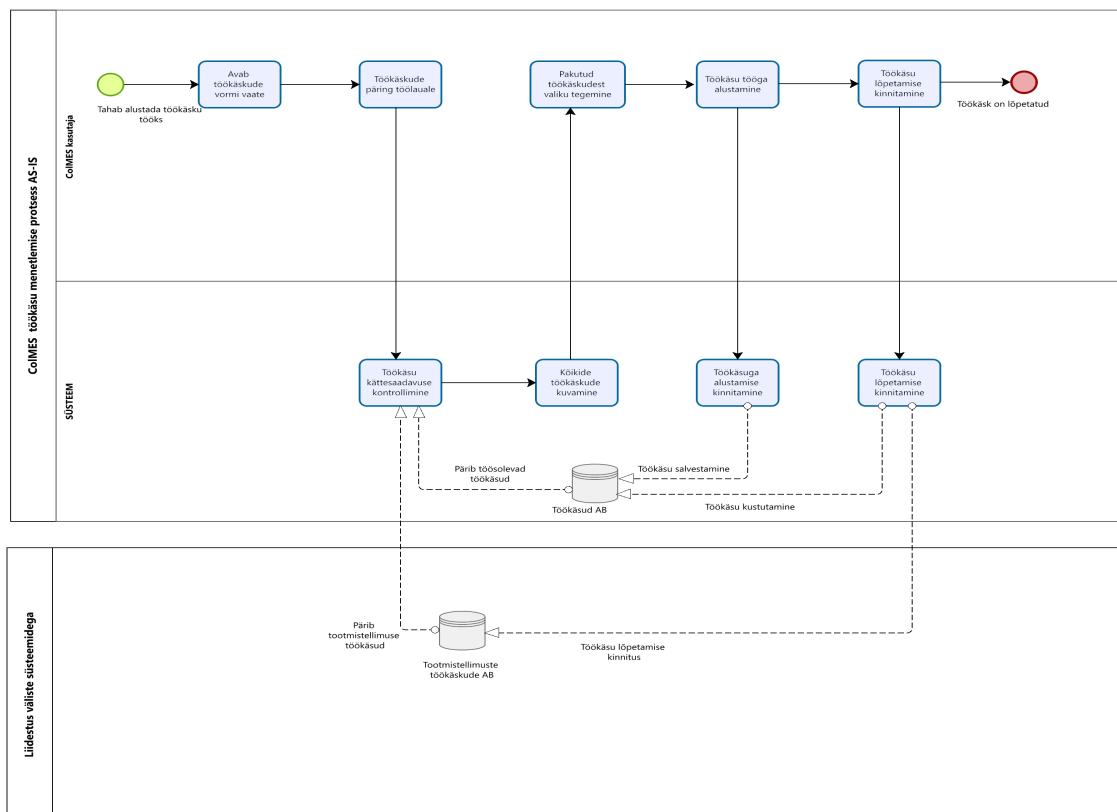 ColMES töökäsu menetlemise protsess AS-IS
ColMES kasutaja
Tahab alustada töökäsku
tööks
Avab
töökäskude
vormi vaate
Töökäskude
päring töölauale
Pakutud
töökäskudest
valiku tegemine
Töökäsu tööga
alustamine
Töökäsu
lõpetamise
kinnitamine
Töökäsk on lõpetatud
SÜSTEEM
Töökäsu
kättesaadavuse
kontrollimine
Kõikide
töökäskude
kuvamine
Töökäsuga
alustamise
kinnitamine
Töökäsu
lõpetamise
kinnitamine
Pärib töösolevad
töökäsud
Töökäsu salvestamine
Töökäsud AB
Töökäsu kustutamine
Liidestus väliste süsteemidega
Pärib
tootmistellimuse
töökäsud
Tootmistellimuste
töökäskude AB
Töökäsu lõpetamise
kinnitus